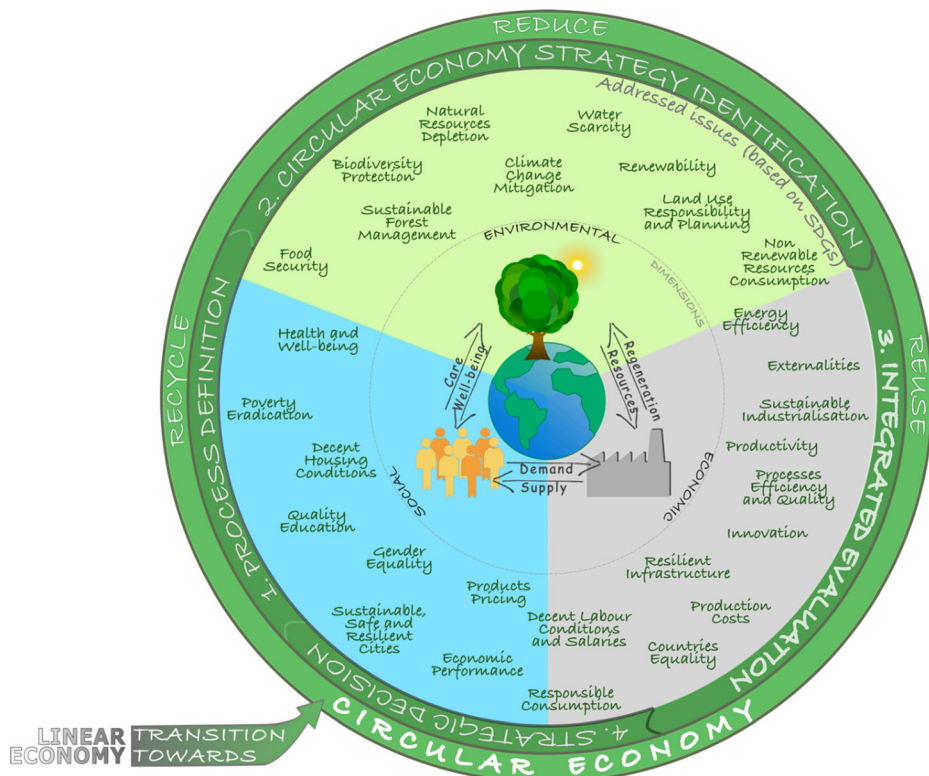 REDUCE
2. CIRCULAR ECONOMY STRATEGY IDENTIFICATION
Addressed issues (based on SDGs)
Natural
Resources
Depletion
Water
Scarcity
Biodiversity
Protection
Climate
Change
Mitigation
Renewability
Sustainable
Forest
Management
Land Use
Responsibility
and Planning
Food
Security
Non
Renewable
Resources
Consumption
ENVIRONMENTAL
DIMENSIONS
RECYCLE
1. PROCESS DEFINITION
REUSE
3. INTEGRATED EVALUATION
Health and
Well-being
Care
Well-being
Regeneration
Resources
Energy
Efficiency
Externalities
Poverty
Eradication
Sustainable
Industrialisation
Decent
Housing
Conditions
Demand
Supply
Productivity
Processes
Efficiency
and Quality
SOCIAL
ECONOMIC
Quality
Education
Innovation
Gender
Equality
Resilient
Infrastructure
Products
Pricing
Sustainable,
Safe and
Resilient
Cities
Decent Labour
Conditions
and Salaries
Production
Costs
Economic
Performance
Countries
Equality
Responsible
Consumption
4. STRATEGIC DECISION
CIRCULAR ECONOMY
LINEAR
ECONOMY
TRANSITION
TOWARDS